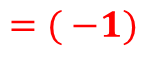 = ( −1)